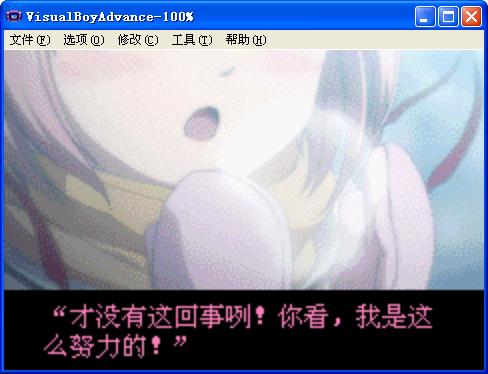 VisualBoyAdvance-100%
文件(F) 选项(O) 修改(C) 工具(T) 帮助(H)
“才没有这回事咧！你看，我是这
么努力的！”